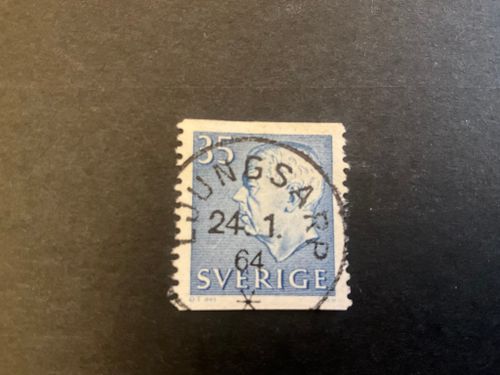 35
LJUNGSARP
24.1.
64
SVERIGE